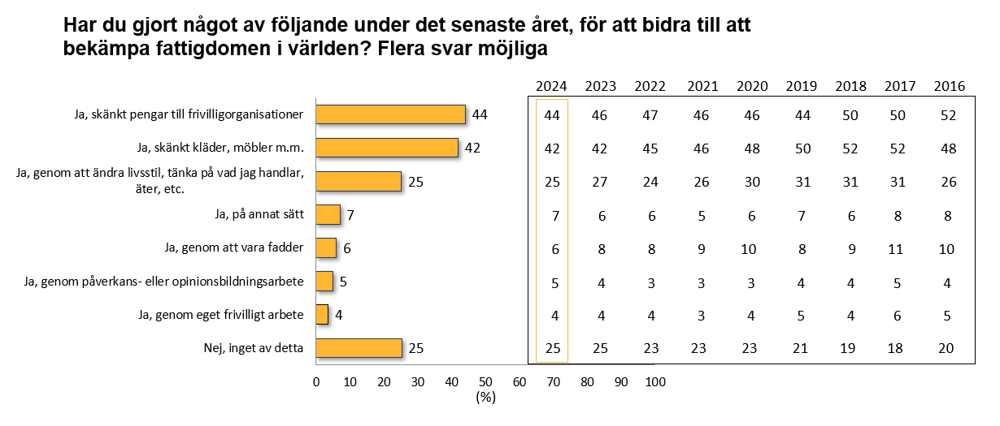 Har du gjort något av följande under det senaste året, för att bidra till att
bekämpa fattigdomen i världen? Flera svar möjliga
2024 2023 2022 2021 2020 2019 2018 2017 2016
Ja, skänkt pengar till frivilligorganisationer 44 44 46 47 46 46 44 50 50 52
Ja, skänkt kläder, möbler m.m. 42 42 42 45 46 48 50 52 52 48
Ja, genom att ändra livsstil, tänka på vad jag handlar,
äter, etc. 25 25 27 24 26 30 31 31 31 26
Ja, på annat sätt 7 7 6 6 5 6 7 6 8 8
Ja, genom att vara fadder 6 6 8 8 9 10 8 9 11 10
Ja, genom påverkans- eller opinionsbildningsarbete 5 5 4 3 3 3 4 4 5 4
Ja, genom eget frivilligt arbete 4 4 4 4 3 4 5 4 6 5
Nej, inget av detta 25 25 25 23 23 23 21 19 18 20
0 10 20 30 40 50 60 70 80 90 100
(%)